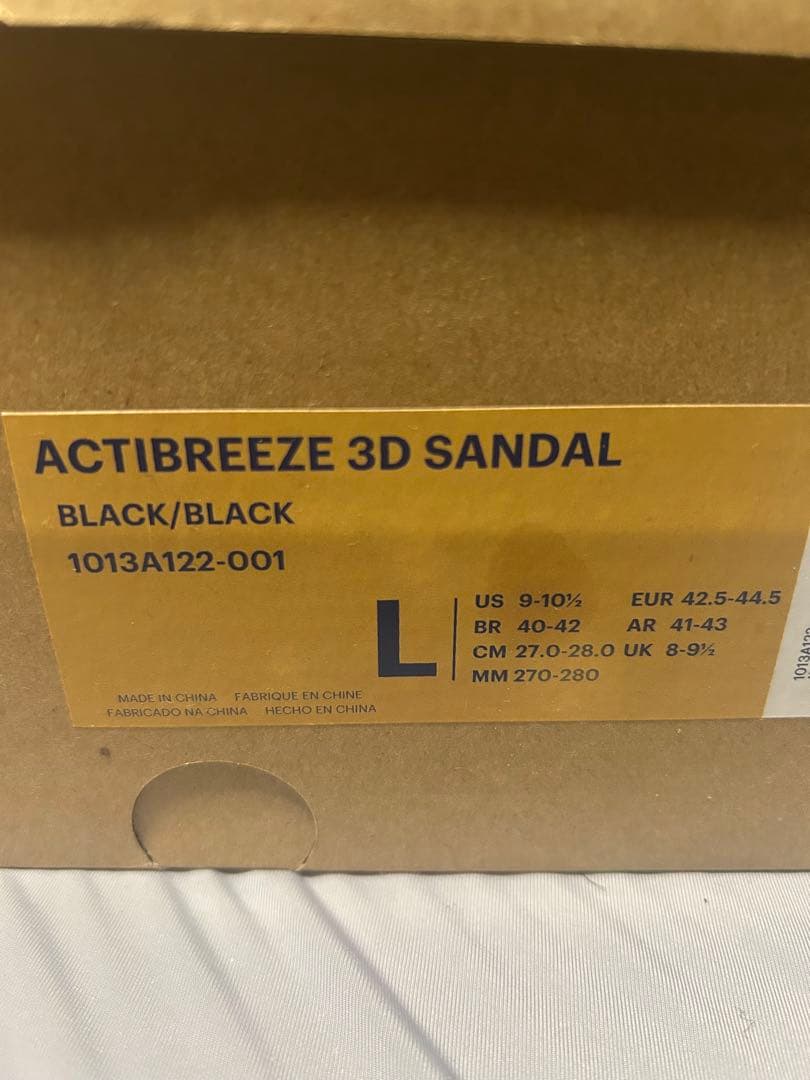 ACTIBREEZE 3D SANDAL
BLACK/BLACK
1013A122-001
L
US 9-10½ EUR 42.5-44.5
BR 40-42 AR 41-43
CM 27.0-28.0 UK 8-9½
MM 270-280
MADE IN CHINA FABRIQUE EN CHINE
FABRICADO NA CHINA HECHO EN CHINA